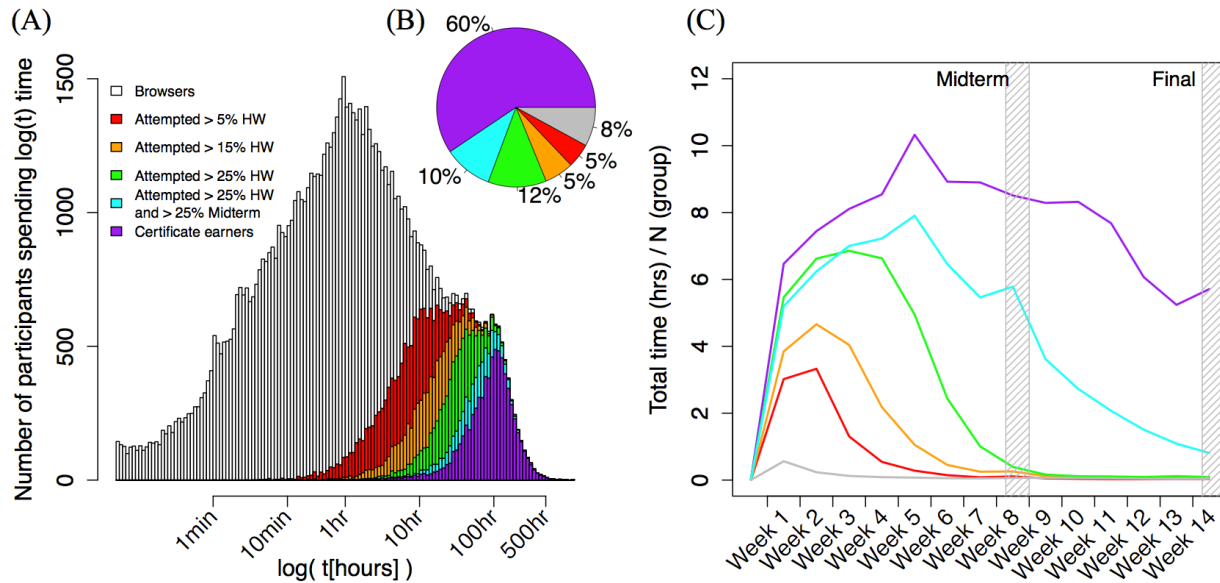 (A)
Number of participants spending log(t) time
1500
1000
500
0
Browsers
Attempted > 5% HW
Attempted > 15% HW
Attempted > 25% HW
Attempted > 25% HW
and > 25% Midterm
Certificate earners
1min
10min
1hr
10hr
100hr
500hr
log( t[hours] )
(B)
60%
10%
12%
5%
5%
8%
(C)
Total time (hrs) / N (group)
12
10
8
6
4
2
0
Midterm
Final
Week 1
Week 2
Week 3
Week 4
Week 5
Week 6
Week 7
Week 8
Week 9
Week 10
Week 11
Week 12
Week 13
Week 14